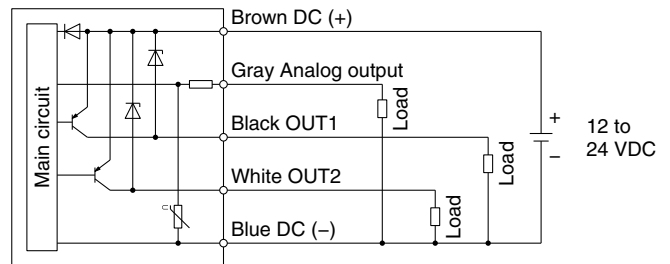 Brown DC (+)
Gray Analog output
Black OUT1
White OUT2
Blue DC (−)
Main circuit
Load
Load
Load
+
−
12 to
24 VDC